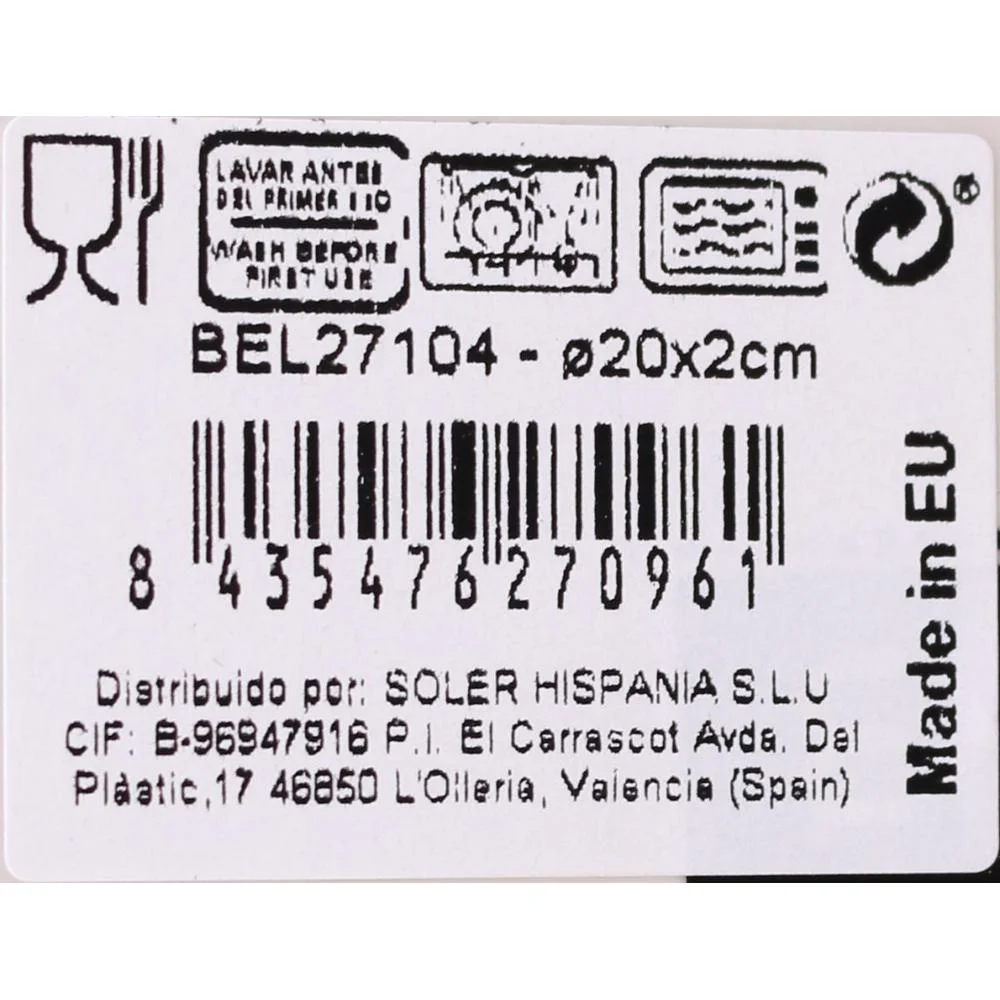 LAVAR ANTES
DEL PRIMER USO
WASH BEFORE
FIRST USE
®
BEL27104 - ø20x2cm
8 435476 270961
Made in EU
Distribuido por: SOLER HISPANIA S.L.U
CIF: B-96947916 P.I. El Carrascot Avda. Del
Plàstic,17 46850 L'Olleria, Valencia (Spain)